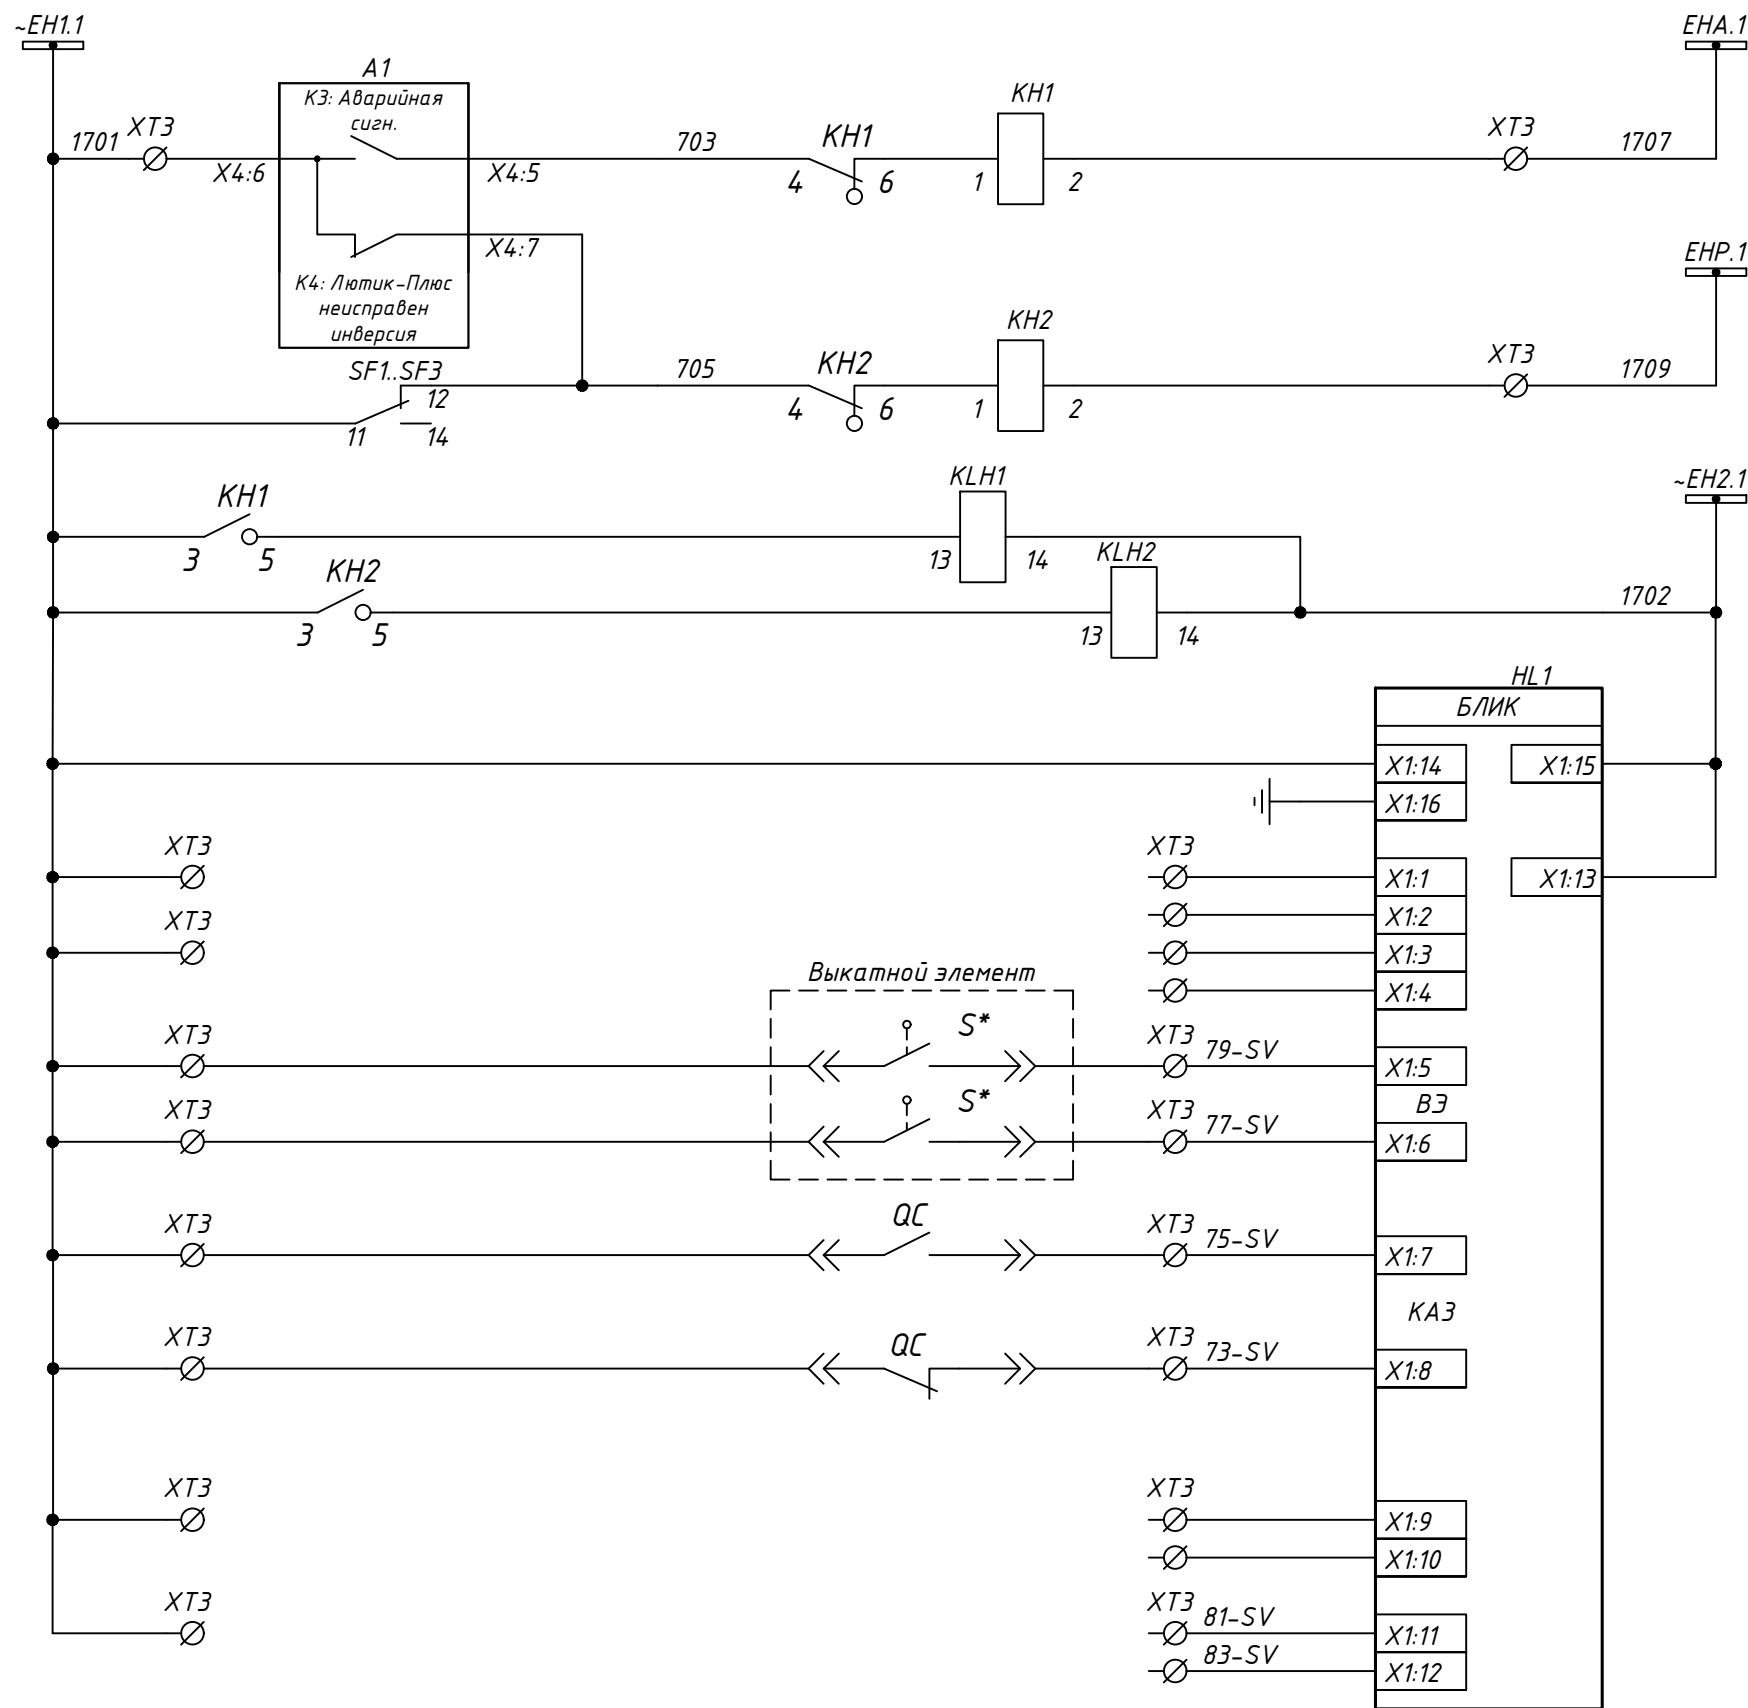 ~EH1.1
EHA.1
A1
К3: Аварийная
сигн.
KH1
1701
XT3
X4:6
X4:5
703
KH1
4
6
1
2
XT3
1707
X4:7
EHP.1
К4: Лютик-Плюс
неисправен
инверсия
KH2
SF1..SF3
12
11
14
705
KH2
4
6
1
2
XT3
1709
KLH1
~EH2.1
KH1
3
5
13
14
KLH2
KH2
3
5
13
14
1702
HL1
БЛИК
X1:14
X1:15
X1:16
XT3
XT3
X1:1
X1:13
X1:2
XT3
X1:3
X1:4
Выкатной элемент
XT3
S*
XT3
79-SV
X1:5
ВЭ
XT3
S*
XT3
77-SV
X1:6
XT3
QC
XT3
75-SV
X1:7
КАЗ
XT3
QC
XT3
73-SV
X1:8
XT3
XT3
X1:9
X1:10
XT3
XT3
81-SV
X1:11
83-SV
X1:12